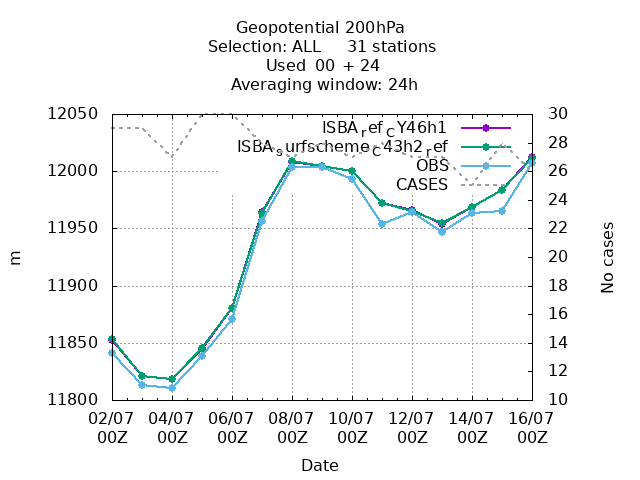 Geopotential 200hPa
Selection: ALL 31 stations
Used 00 + 24
Averaging window: 24h
12050
12000
11950
11900
11850
11800
m
30
28
26
24
22
20
18
16
14
12
10
No cases
ISBA_ref_CY46h1
ISBA_surfscheme_C43h2_ref
OBS
CASES
02/07 04/07 06/07 08/07 10/07 12/07 14/07 16/07
00Z 00Z 00Z 00Z 00Z 00Z 00Z 00Z
Date